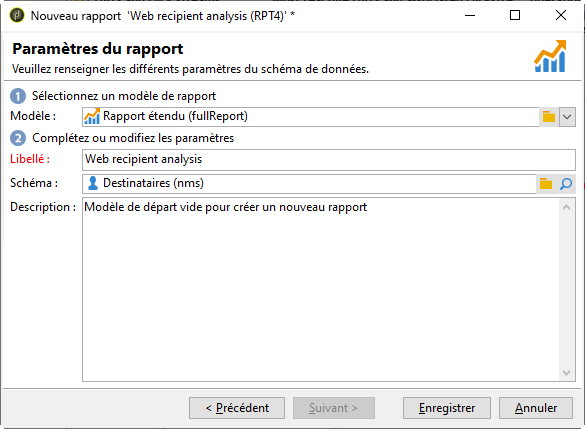 Nouveau rapport 'Web recipient analysis (RPT4)' *
Paramètres du rapport
Veuillez renseigner les différents paramètres du schéma de données.
1 Sélectionnez un modèle de rapport
Modèle : Rapport étendu (fullReport)
2 Complétez ou modifiez les paramètres
Libellé : Web recipient analysis
Schéma : Destinataires (nms)
Description : Modèle de départ vide pour créer un nouveau rapport
< Précédent Suivant > Enregistrer Annuler